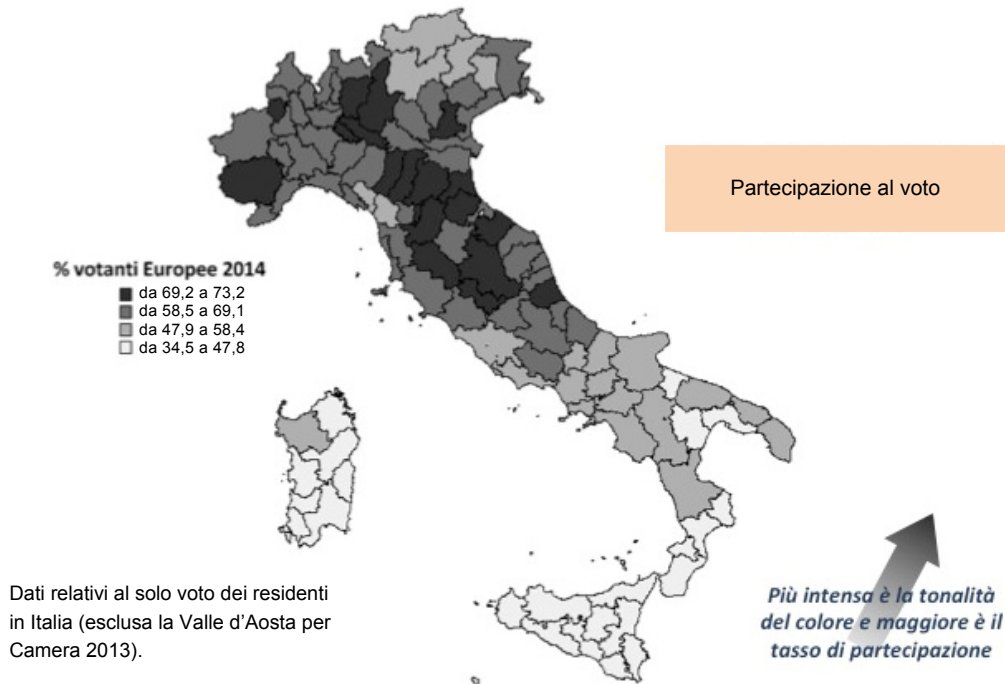 Partecipazione al voto
% votanti Europee 2014
da 69,2 a 73,2
da 58,5 a 69,1
da 47,9 a 58,4
da 34,5 a 47,8
Dati relativi al solo voto dei residenti
in Italia (esclusa la Valle d’Aosta per
Camera 2013).
Più intensa è la tonalità
del colore e maggiore è il
tasso di partecipazione